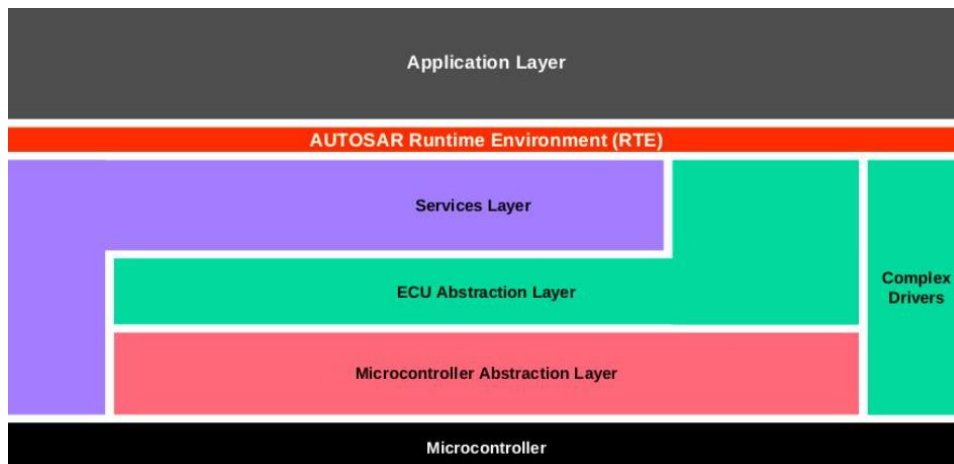 Application Layer
AUTOSAR Runtime Environment (RTE)
Services Layer
ECU Abstraction Layer
Complex
Drivers
Microcontroller Abstraction Layer
Microcontroller